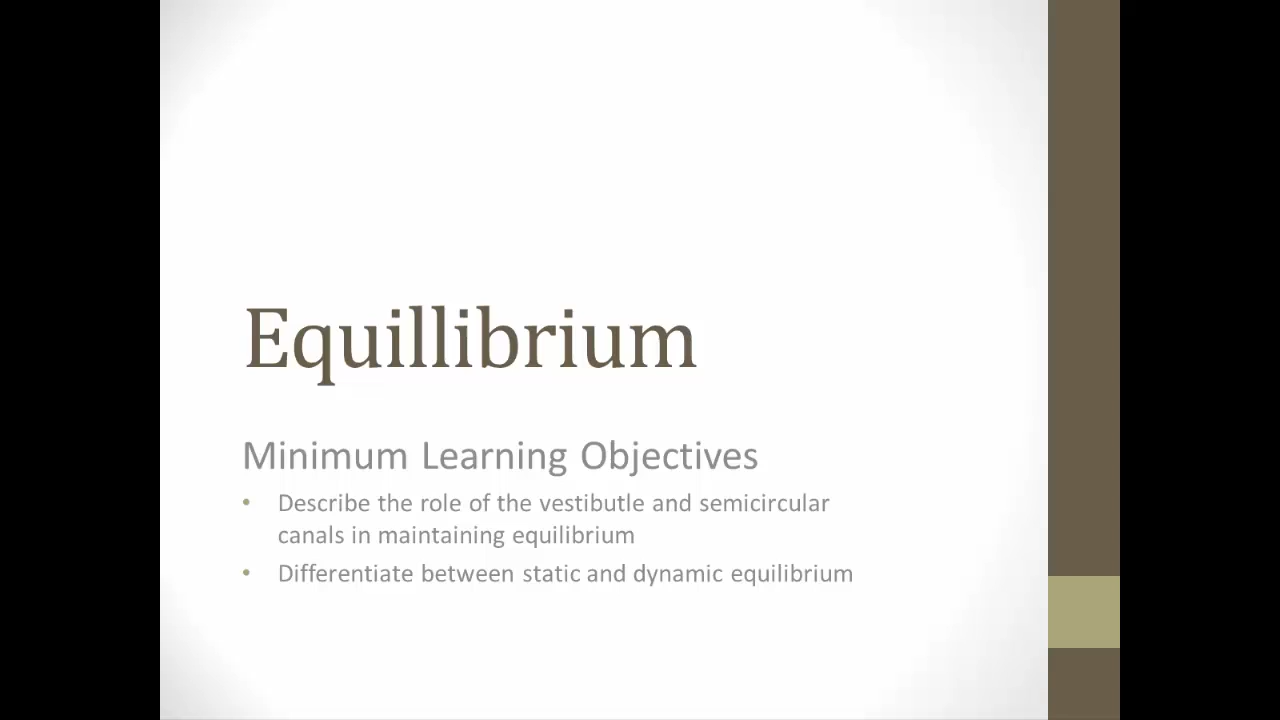 Equillibrium
Minimum Learning Objectives
• Describe the role of the vestibutle and semicircular
canals in maintaining equilibrium
• Differentiate between static and dynamic equilibrium